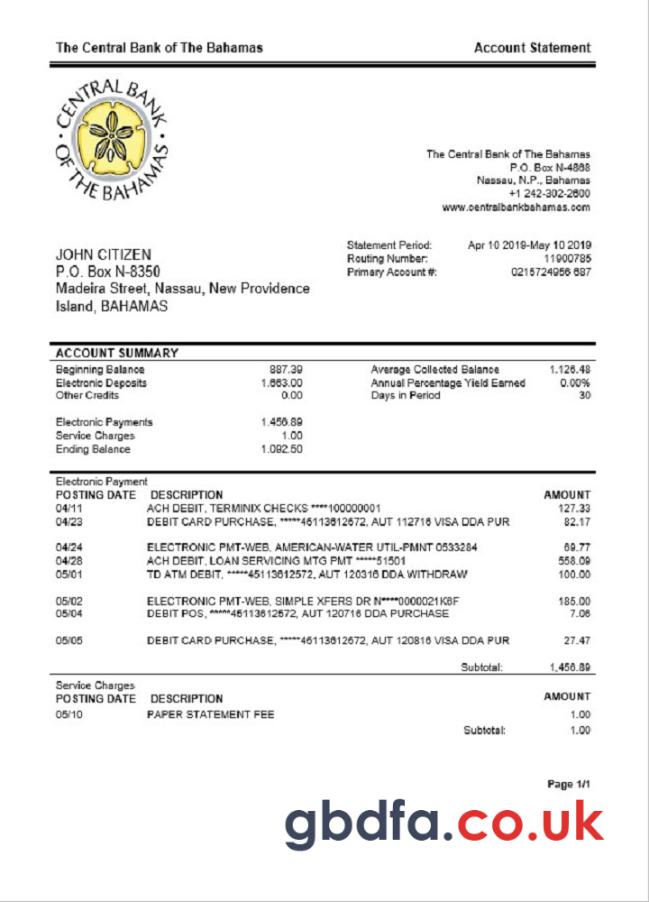 The Central Bank of The Bahamas Account Statement
CENTRAL BANK OF THE BAHAMAS
The Central Bank of The Bahamas
P.O. Box N-4868
Nassau, N.P., Bahamas
+1 242-302-2600
www.centralbankbahamas.com
Statement Period: Apr 10 2019-May 10 2019
Routing Number: 11900785
Primary Account #: 0215724956 687
JOHN CITIZEN
P.O. Box N-8350
Madeira Street, Nassau, New Providence
Island, BAHAMAS
ACCOUNT SUMMARY
Beginning Balance 887.39 Average Collected Balance 1.126.48
Electronic Deposits 1.663.00 Annual Percentage Yield Earned 0.00%
Other Credits 0.00 Days in Period 30
Electronic Payments 1.456.89
Service Charges 1.00
Ending Balance 1.092.50
Electronic Payment
POSTING DATE DESCRIPTION AMOUNT
04/11 ACH DEBIT, TERMINIX CHECKS ****100000001 127.33
04/23 DEBIT CARD PURCHASE, *****45113612672, AUT 112716 VISA DDA PUR 82.17
04/24 ELECTRONIC PMT-WEB, AMERICAN-WATER UTIL-PMNT 0533284 69.77
04/28 ACH DEBIT, LOAN SERVICING MTG PMT *****51501 558.09
05/01 TD ATM DEBIT, *****45113612572, AUT 120316 DDA WITHDRAW 100.00
05/02 ELECTRONIC PMT-WEB, SIMPLE XFERS DR N****0000021K8F 185.00
05/04 DEBIT POS, *****45113612672, AUT 120716 DDA PURCHASE 7.06
05/05 DEBIT CARD PURCHASE, *****45113612672, AUT 120816 VISA DDA PUR 27.47
Subtotal: 1,456.89
Service Charges
POSTING DATE DESCRIPTION AMOUNT
05/10 PAPER STATEMENT FEE 1.00
Subtotal: 1.00
Page 1/1
gbdfa.co.uk